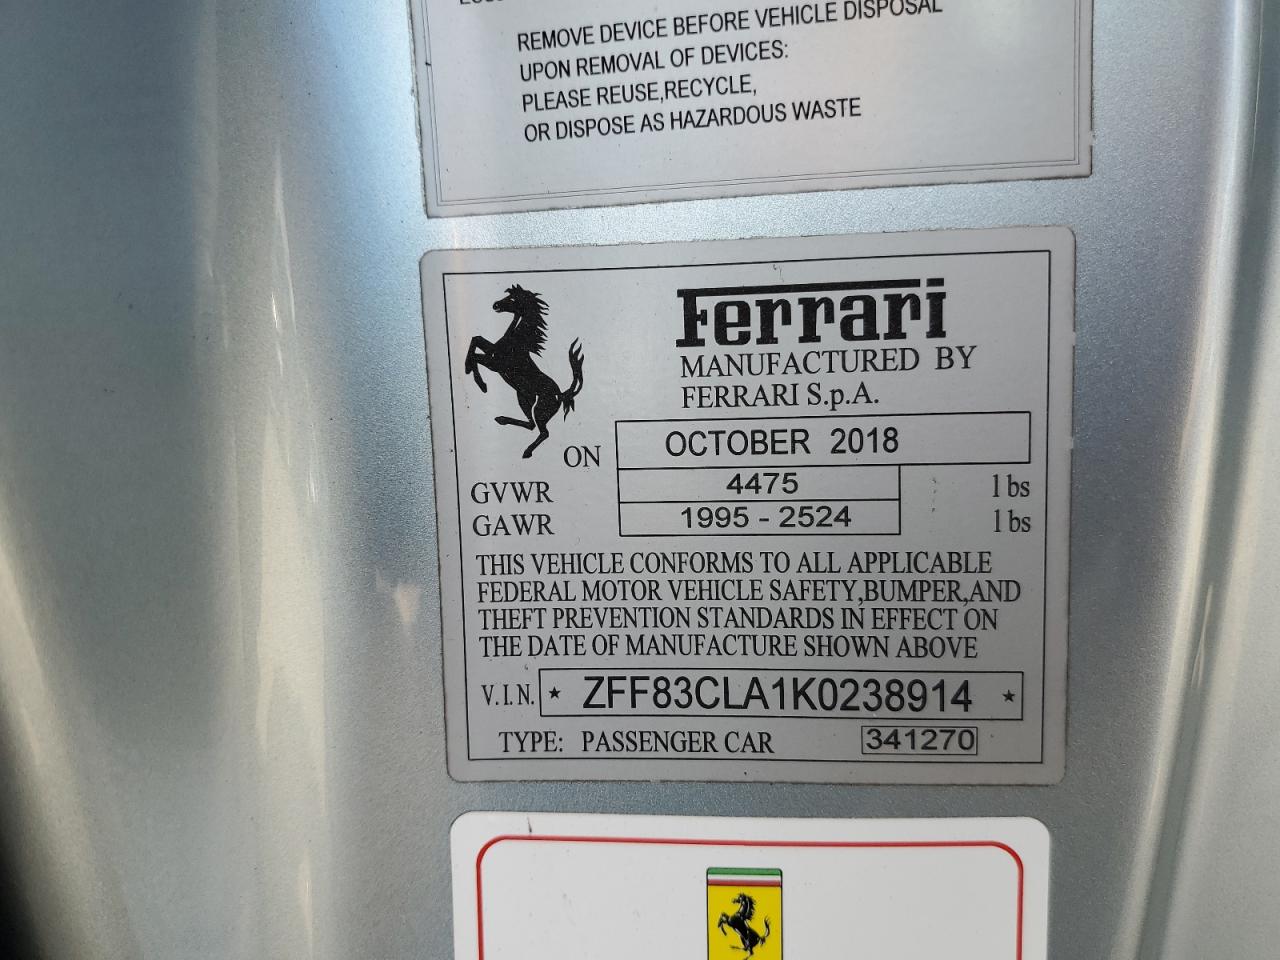 REMOVE DEVICE BEFORE VEHICLE DISPOSAL
UPON REMOVAL OF DEVICES:
PLEASE REUSE,RECYCLE,
OR DISPOSE AS HAZARDOUS WASTE
Ferrari
MANUFACTURED BY
FERRARI S.p.A.
ON OCTOBER 2018
GVWR 4475 lbs
GAWR 1995 - 2524 lbs
THIS VEHICLE CONFORMS TO ALL APPLICABLE
FEDERAL MOTOR VEHICLE SAFETY,BUMPER,AND
THEFT PREVENTION STANDARDS IN EFFECT ON
THE DATE OF MANUFACTURE SHOWN ABOVE
V.I.N. * ZFF83CLA1K0238914 *
TYPE: PASSENGER CAR 341270